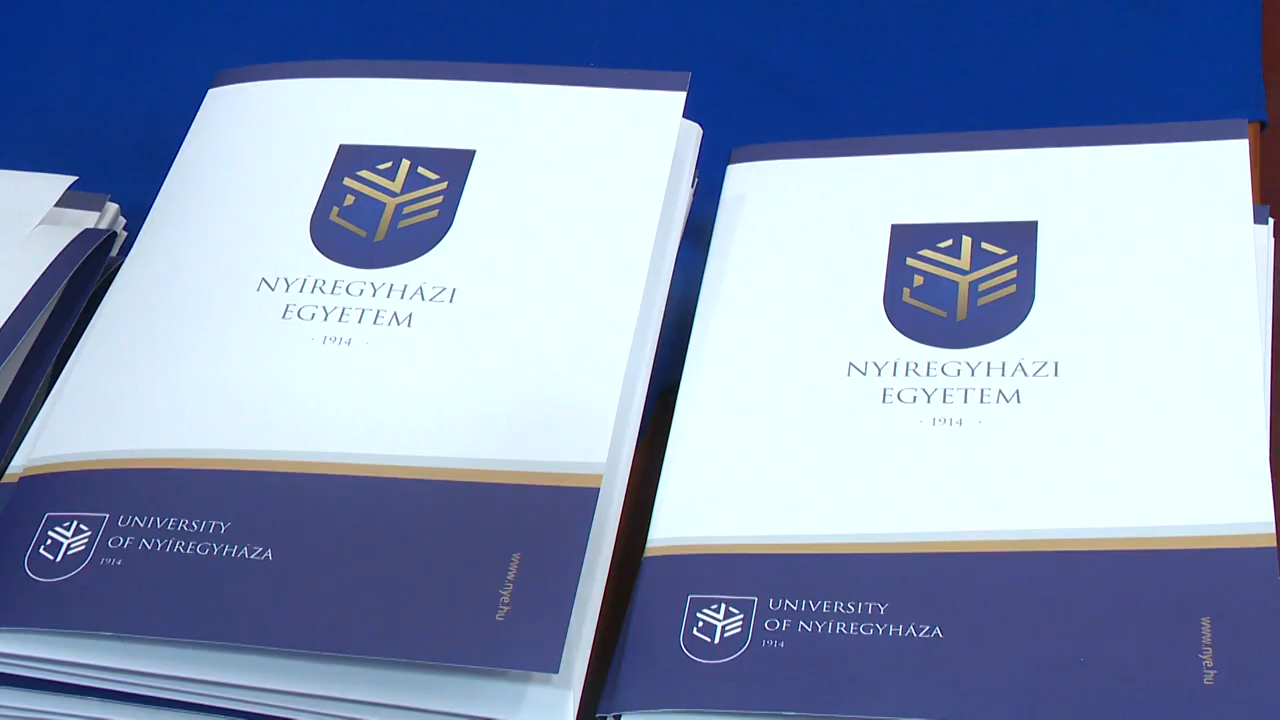 NYÍREGYHÁZI
EGYETEM
· 1914 ·
UNIVERSITY
OF NYÍREGYHÁZA
1914
www.nye.hu
NYÍREGYHÁZI
EGYETEM
· 1914 ·
UNIVERSITY
OF NYÍREGYHÁZA
1914
www.nye.hu